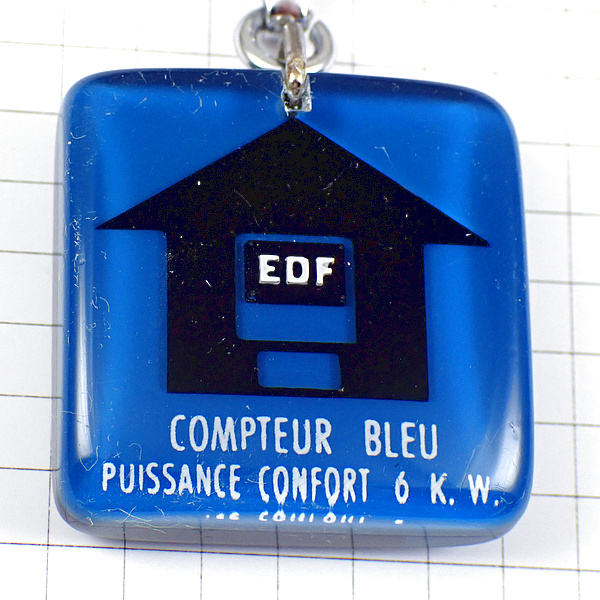 EDF
COMPTEUR BLEU
PUISSANCE CONFORT 6 K. W.